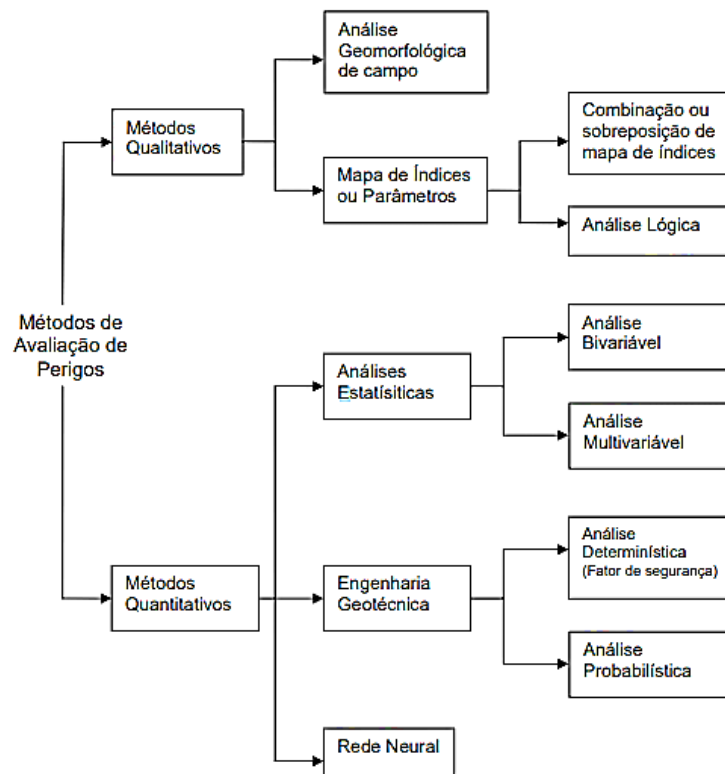 Análise
Geomorfológica
de campo
Métodos
Qualitativos
Combinação ou
sobreposição de
mapa de índices
Mapa de Índices
ou Parâmetros
Análise Lógica
Métodos de
Avaliação de
Perigos
Análise
Bivariável
Análises
Estatísiticas
Análise
Multivariável
Análise
Determinística
(Fator de segurança)
Métodos
Quantitativos
Engenharia
Geotécnica
Análise
Probabilística
Rede Neural